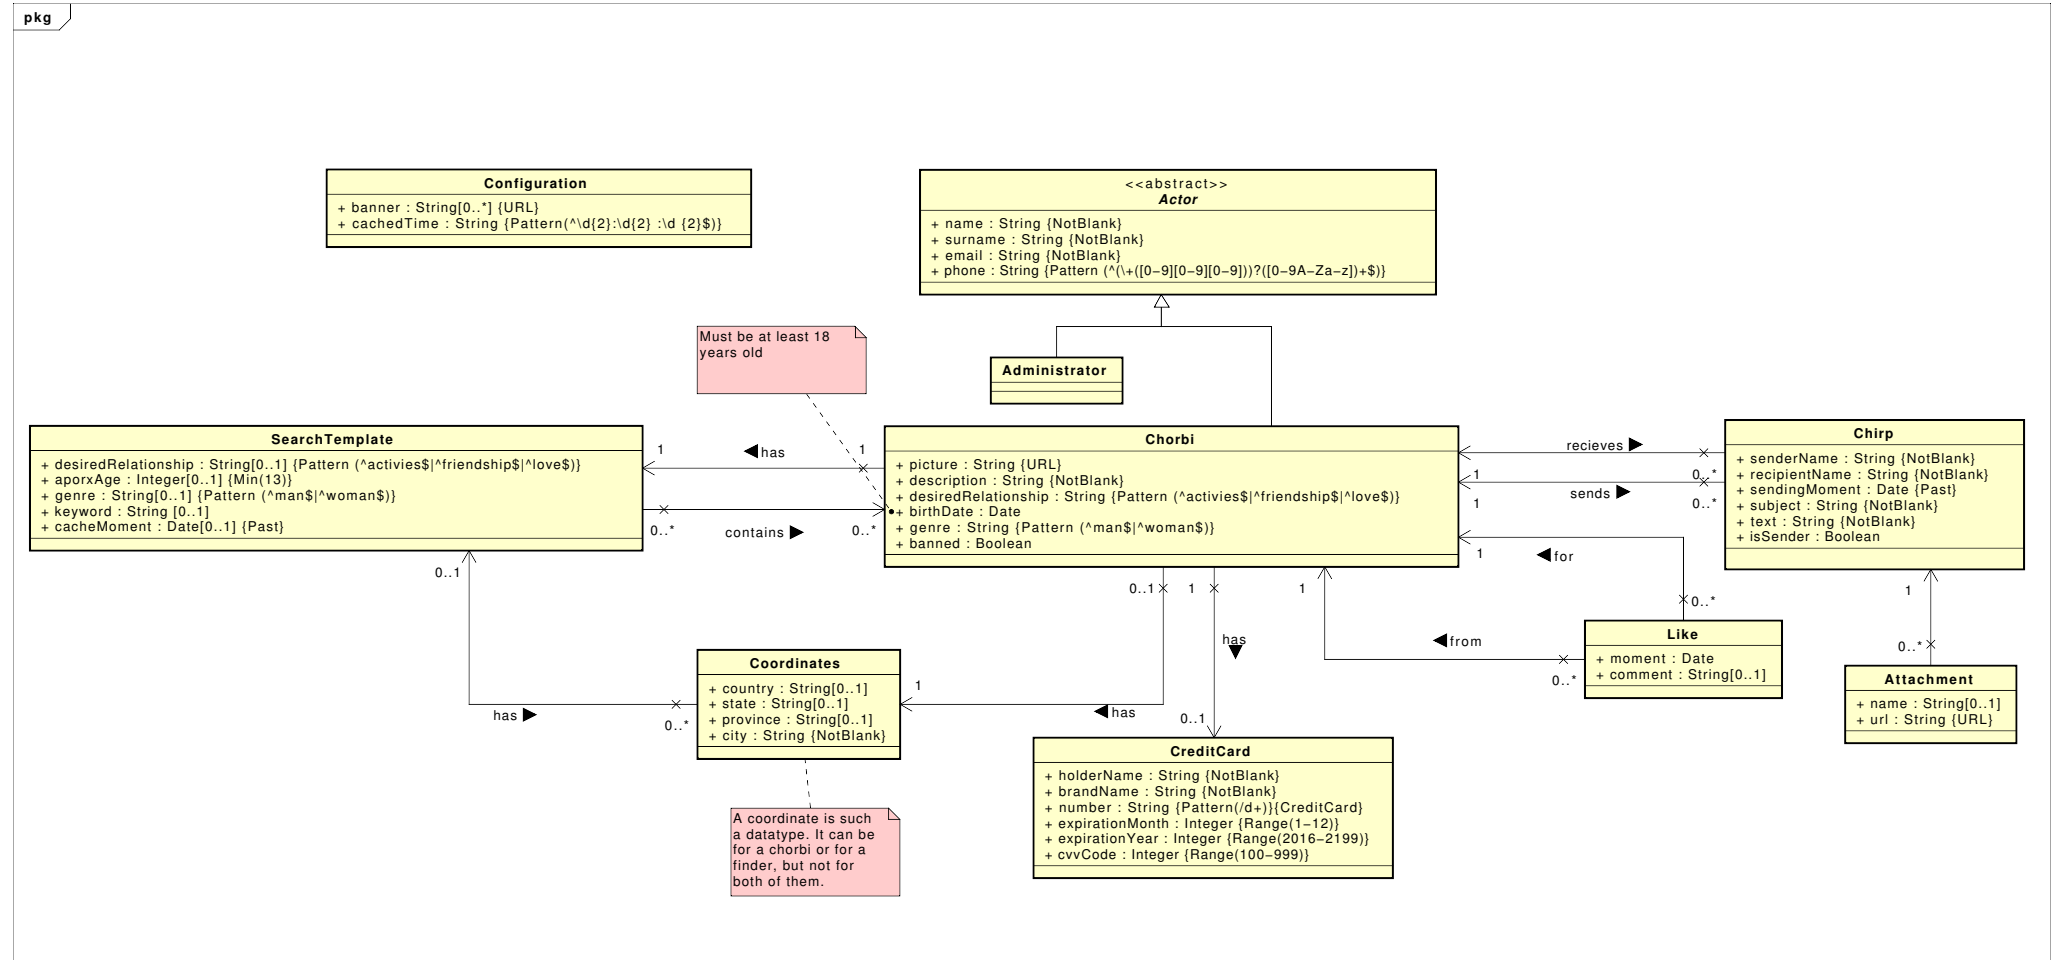 pkg
Configuration
+ banner : String[0..*] {URL}
+ cachedTime : String {Pattern(^\d{2}:\d{2} :\d {2}$)}
<<abstract>>
Actor
+ name : String {NotBlank}
+ surname : String {NotBlank}
+ email : String {NotBlank}
+ phone : String {Pattern (^(\+([0-9][0-9][0-9]))?([0-9A-Za-z])+$)}
Must be at least 18
years old
Administrator
SearchTemplate
+ desiredRelationship : String[0..1] {Pattern (^activies$|^friendship$|^love$)}
+ aporxAge : Integer[0..1] {Min(13)}
+ genre : String[0..1] {Pattern (^man$|^woman$)}
+ keyword : String [0..1]
+ cacheMoment : Date[0..1] {Past}
1
◀has
1
0..*
contains ▶
0..*
Chorbi
+ picture : String {URL}
+ description : String {NotBlank}
+ desiredRelationship : String {Pattern (^activies$|^friendship$|^love$)}
+ birthDate : Date
+ genre : String {Pattern (^man$|^woman$)}
+ banned : Boolean
recieves ▶
1
0..*
sends ▶
1
0..*
Chirp
+ senderName : String {NotBlank}
+ recipientName : String {NotBlank}
+ sendingMoment : Date {Past}
+ subject : String {NotBlank}
+ text : String {NotBlank}
+ isSender : Boolean
1
◀for
0..*
0..1
0..1
1
1
1
Like
+ moment : Date
+ comment : String[0..1]
◀from
0..*
has
▼
0..*
Attachment
+ name : String[0..1]
+ url : String {URL}
Coordinates
+ country : String[0..1]
+ state : String[0..1]
+ province : String[0..1]
+ city : String {NotBlank}
1
has ▶
0..*
◀has
0..1
CreditCard
+ holderName : String {NotBlank}
+ brandName : String {NotBlank}
+ number : String {Pattern(/d+)}{CreditCard}
+ expirationMonth : Integer {Range(1-12)}
+ expirationYear : Integer {Range(2016-2199)}
+ cvvCode : Integer {Range(100-999)}
A coordinate is such
a datatype. It can be
for a chorbi or for a
finder, but not for
both of them.